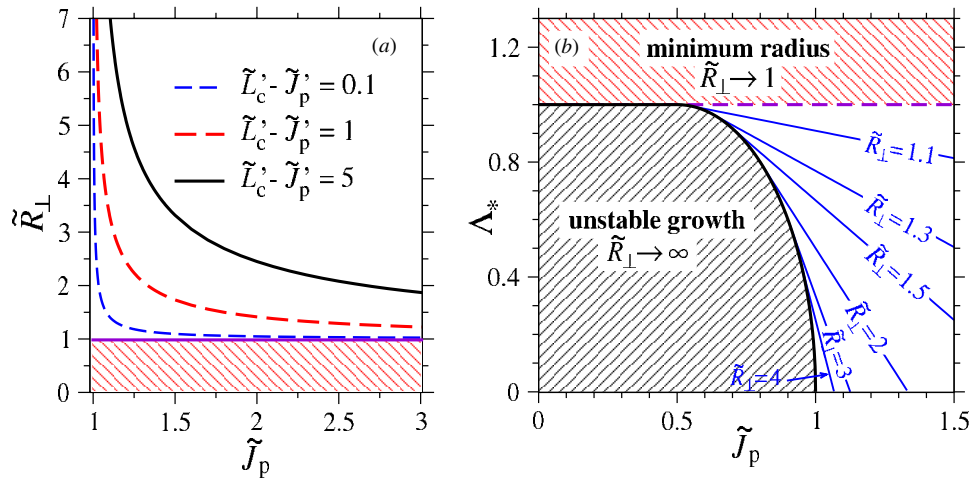 (a)
7
6
5
4
3
2
1
0
R̃⊥
L̃c' - J̃p' = 0.1
L̃c' - J̃p' = 1
L̃c' - J̃p' = 5
1 1.5 2 2.5 3
J̃p
(b)
1.2
0.8
0.4
0
Λ*
minimum radius
R̃⊥→1
unstable growth
R̃⊥→∞
R̃⊥=1.1
R̃⊥=1.3
R̃⊥=1.5
R̃⊥=2
R̃⊥=3
R̃⊥=4
0 0.5 1 1.5
J̃p